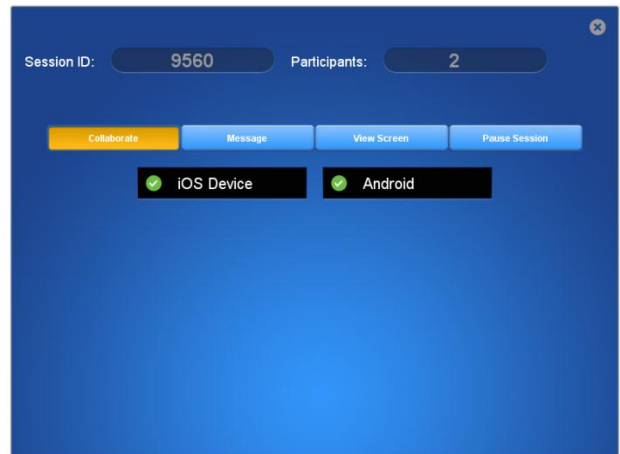 Session ID: 9560 Participants: 2
Collaborate Message View Screen Pause Session
iOS Device Android